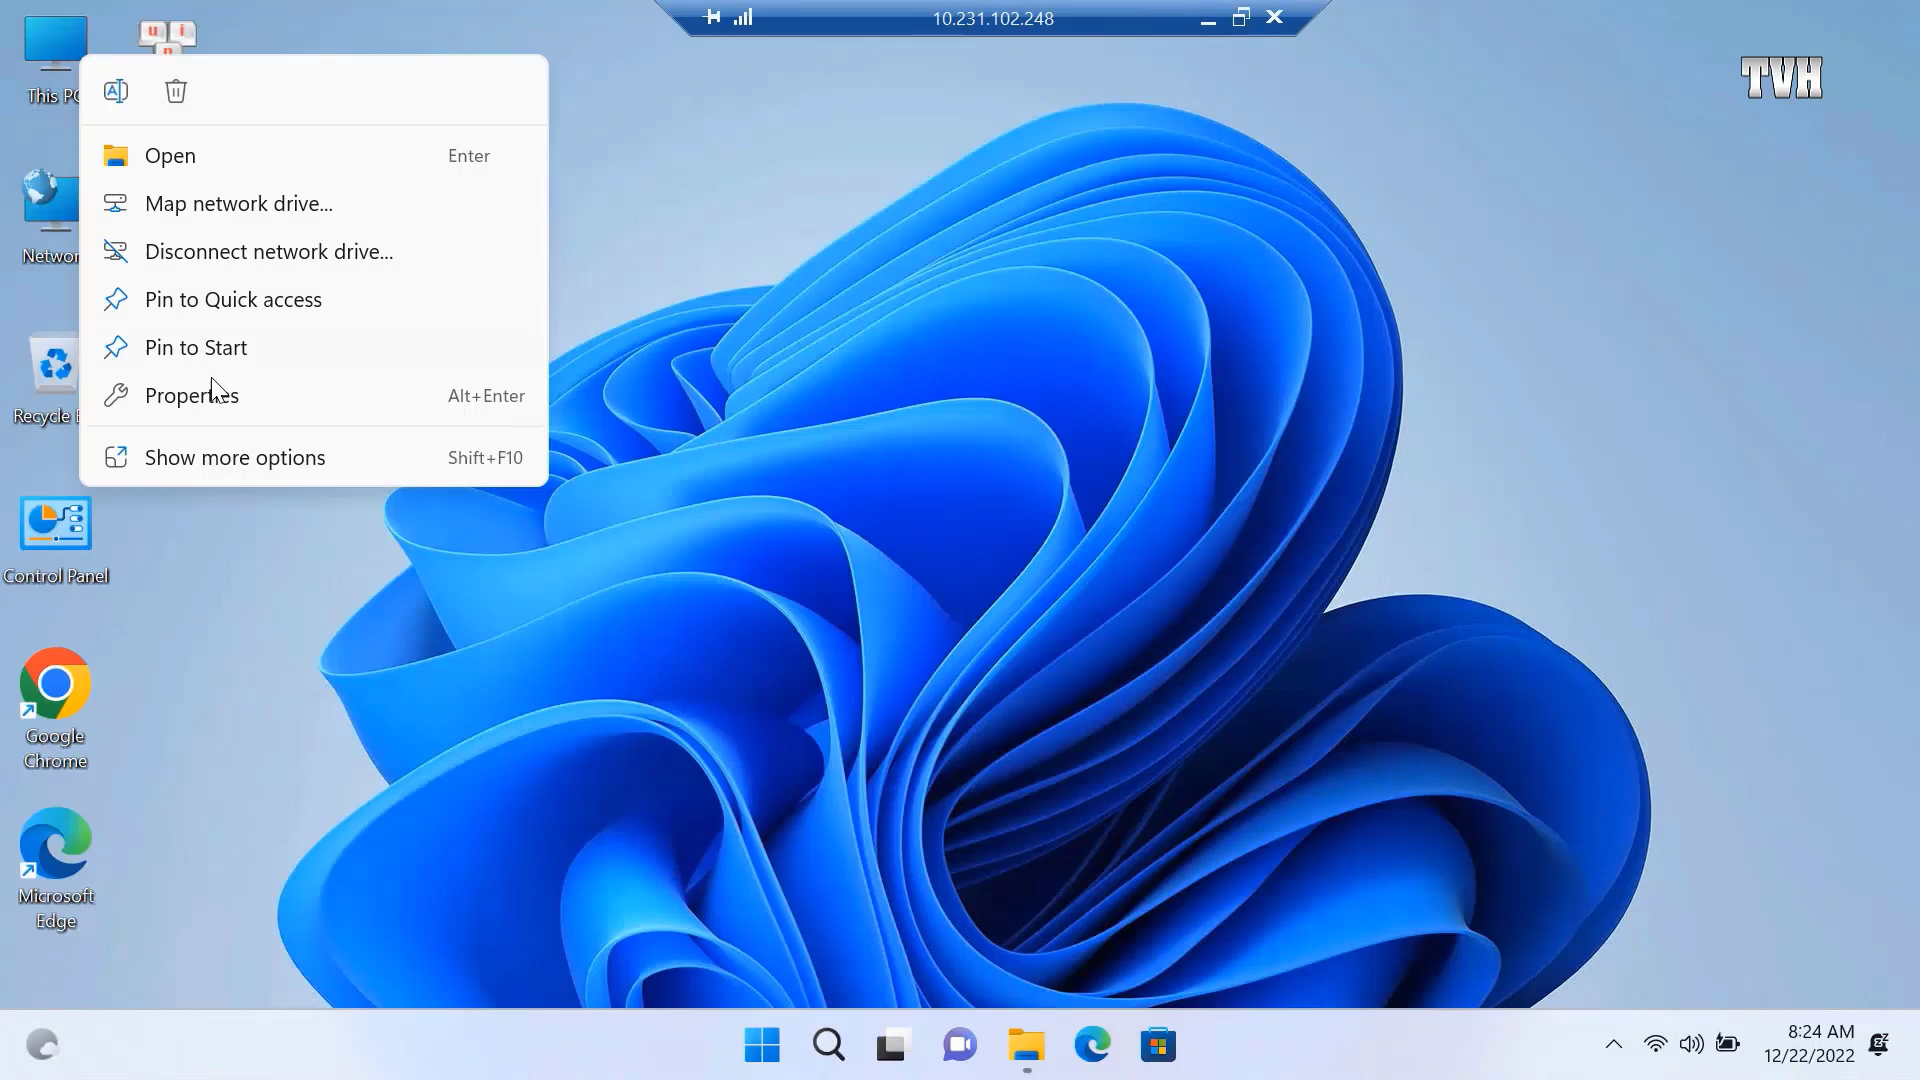 10.231.102.248
TVH
u i
n
This PC
Open Enter
Map network drive...
Disconnect network drive...
Pin to Quick access
Pin to Start
Properties Alt+Enter
Show more options Shift+F10
Networ
Recycle
Control Panel
Google
Chrome
Microsoft
Edge
8:24 AM
12/22/2022